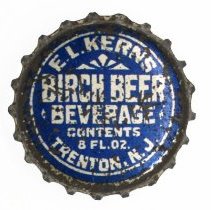 E.L. KERNS
BIRCH BEER
BEVERAGE
CONTENTS
8 FL. OZ.
TRENTON, N.J.